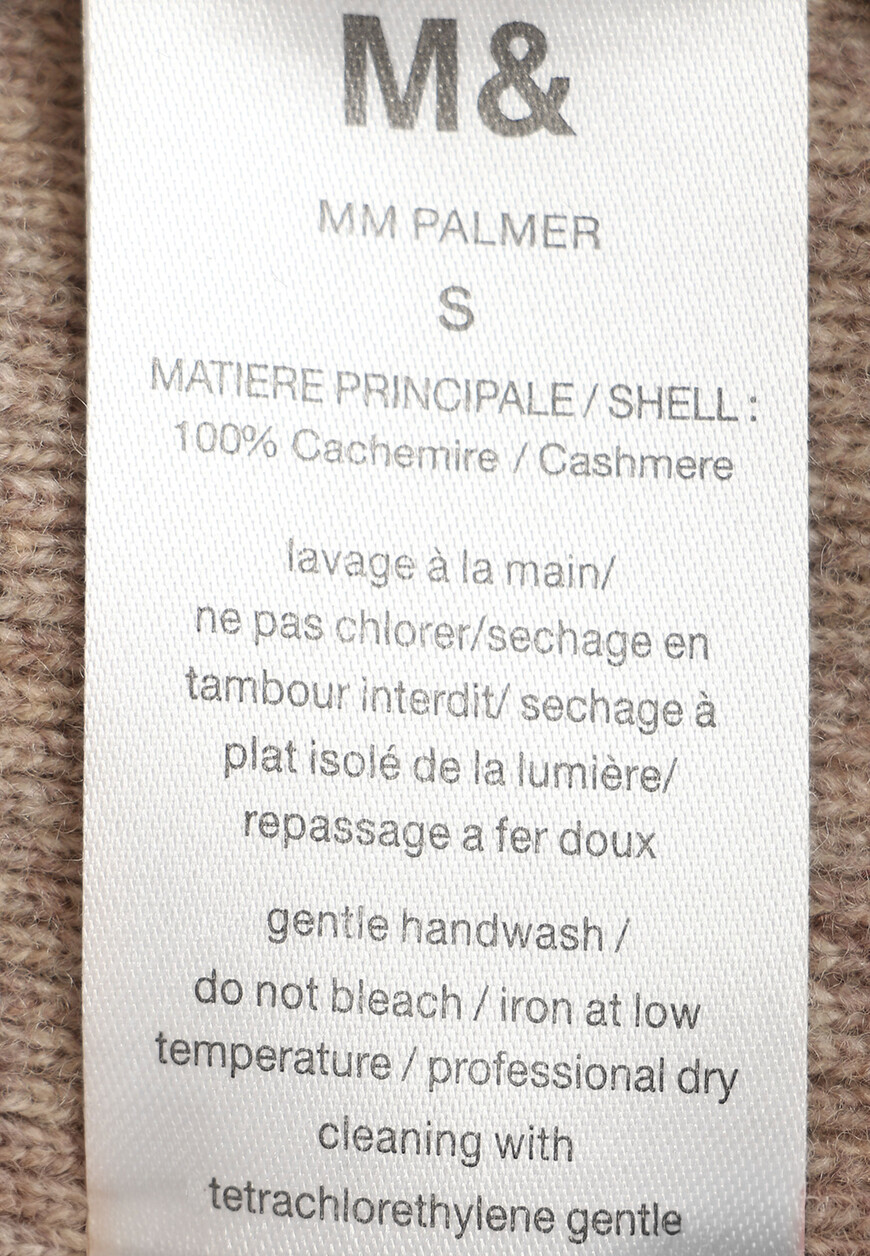 M&
MM PALMER
S
MATIERE PRINCIPALE / SHELL :
100% Cachemire / Cashmere
lavage à la main/
ne pas chlorer/sechage en
tambour interdit/ sechage à
plat isolé de la lumière/
repassage a fer doux
gentle handwash /
do not bleach / iron at low
temperature / professional dry
cleaning with
tetrachlorethylene gentle